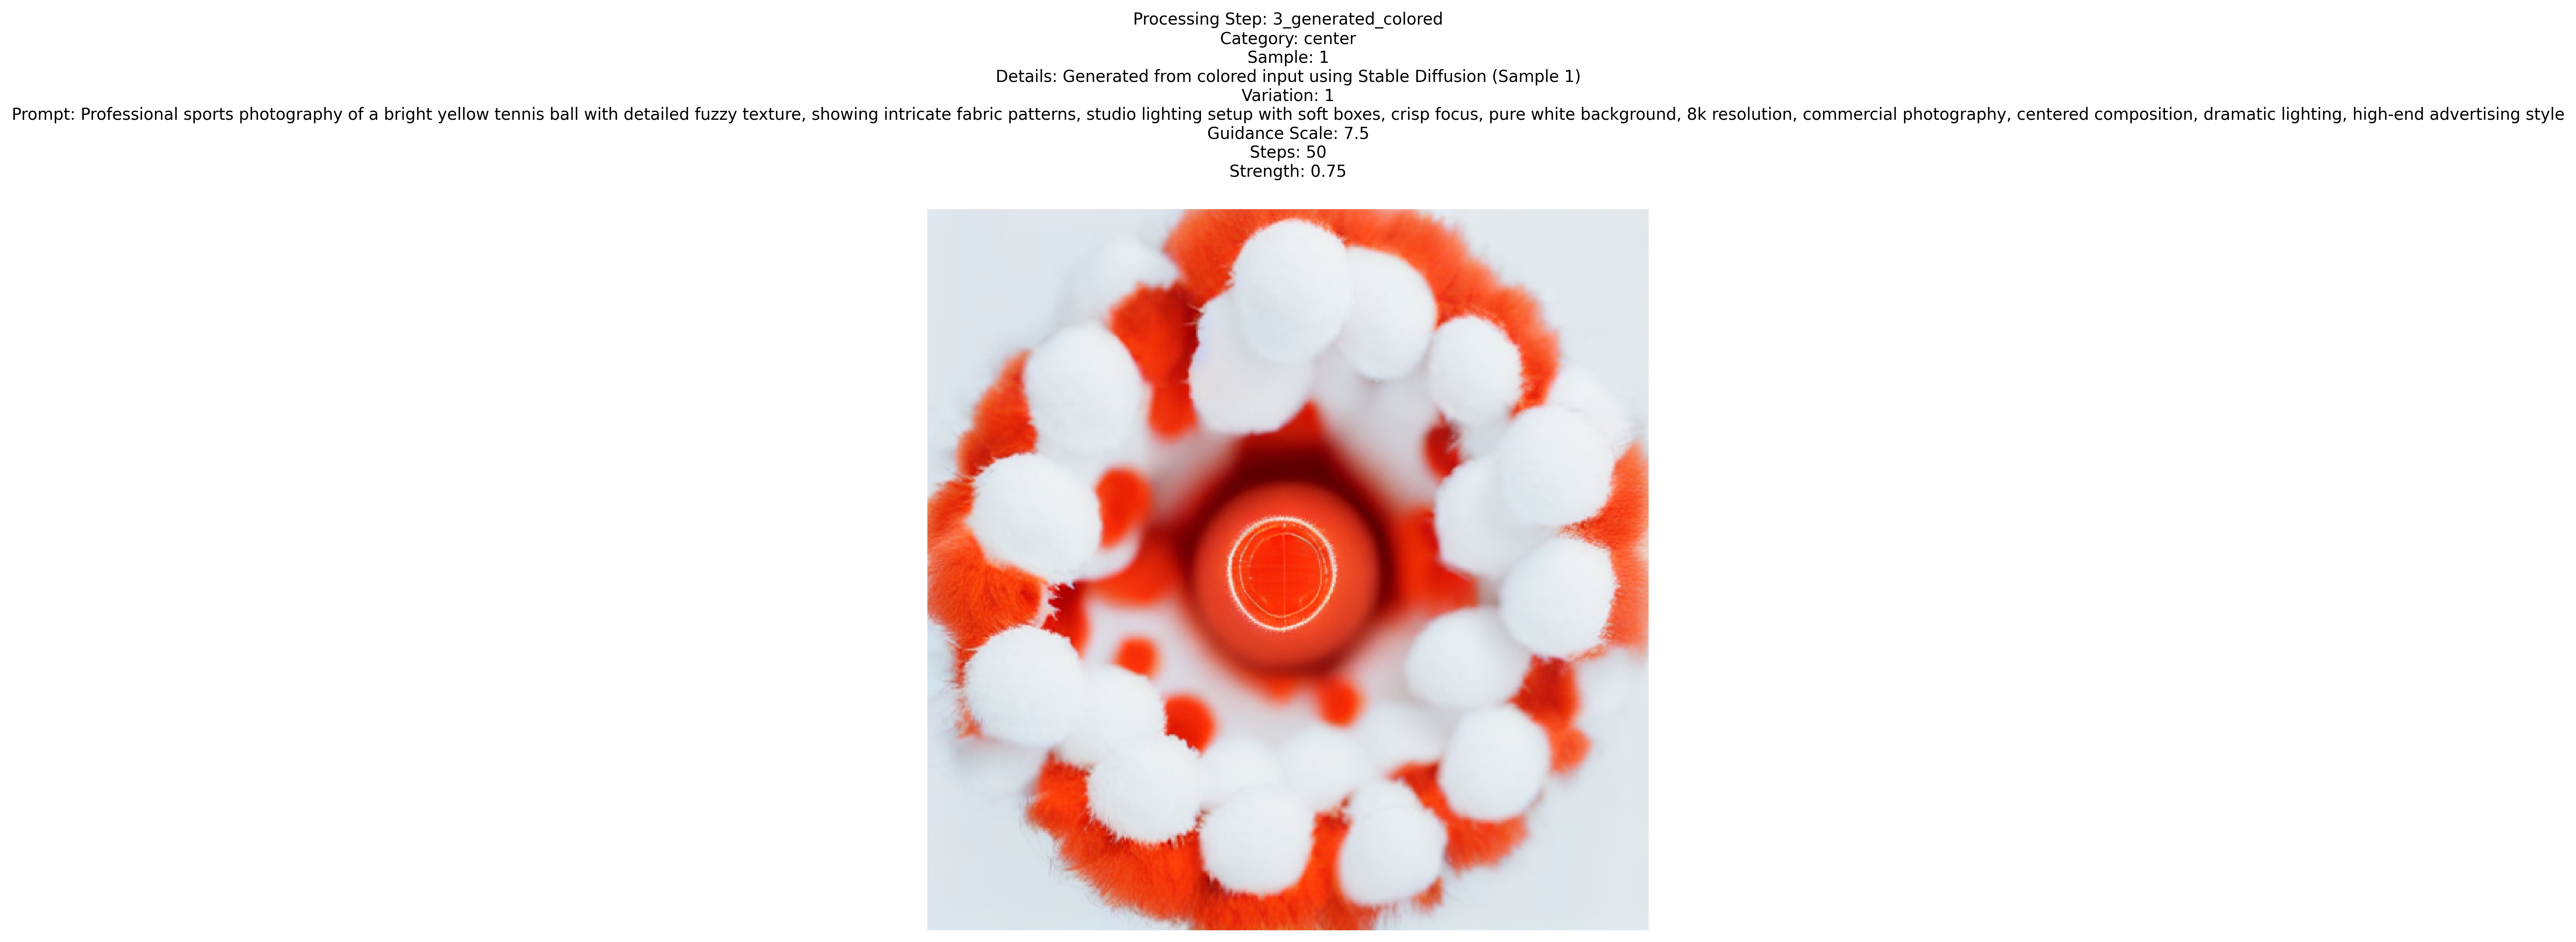 Processing Step: 3_generated_colored
Category: center
Sample: 1
Details: Generated from colored input using Stable Diffusion (Sample 1)
Variation: 1
Prompt: Professional sports photography of a bright yellow tennis ball with detailed fuzzy texture, showing intricate fabric patterns, studio lighting setup with soft boxes, crisp focus, pure white background, 8k resolution, commercial photography, centered composition, dramatic lighting, high-end advertising style
Guidance Scale: 7.5
Steps: 50
Strength: 0.75